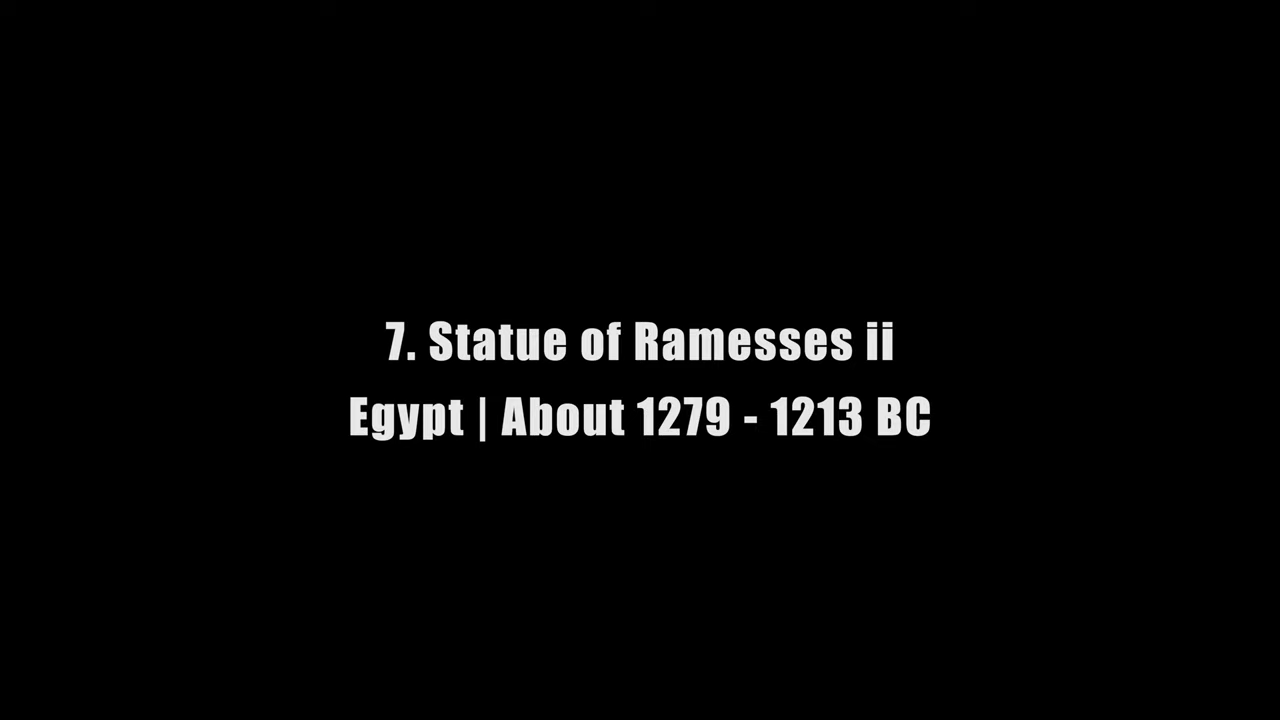 7. Statue of Ramesses ii
Egypt | About 1279 - 1213 BC